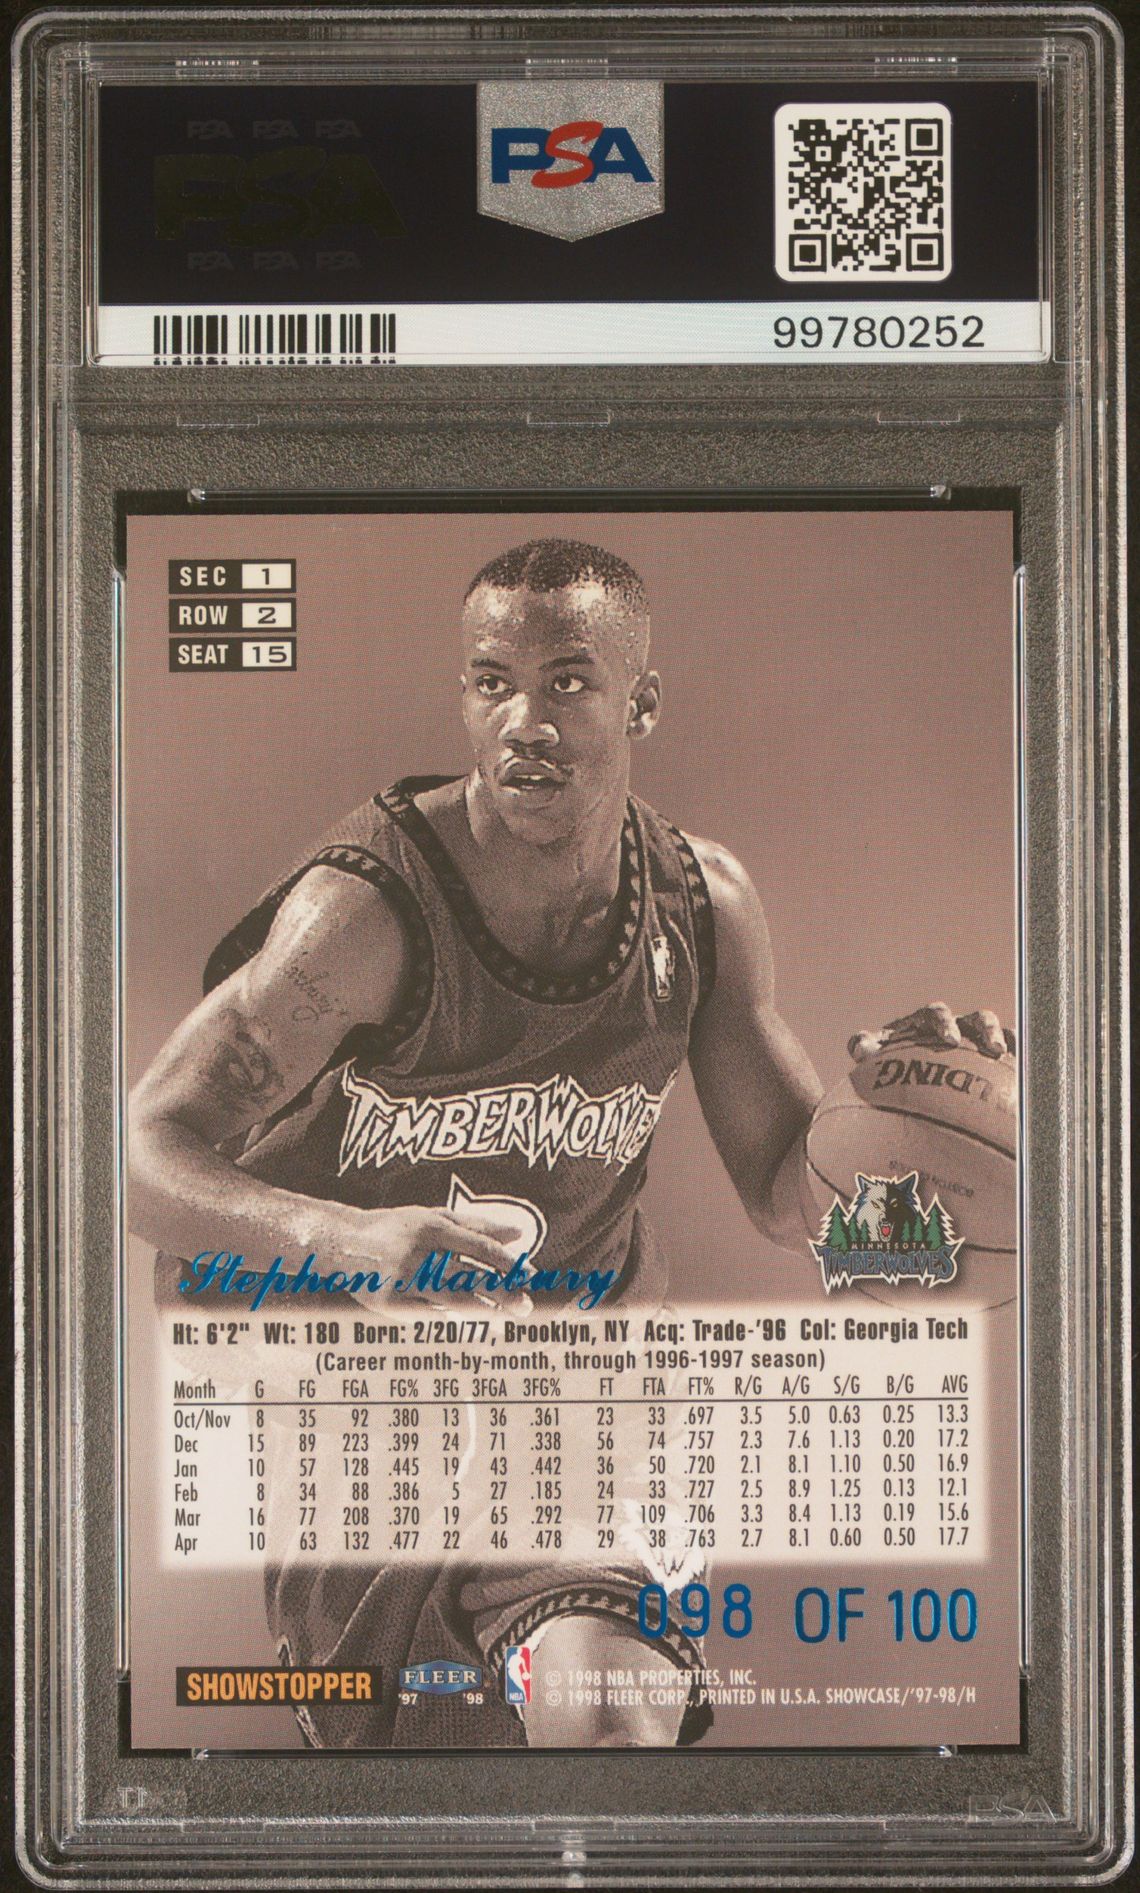 PSA PSA PSA
PSA
PSA PSA PSA
PSA
99780252
SEC 1
ROW 2
SEAT 15
SPALDING
TIMBERWOLVES
MINNESOTA
TIMBERWOLVES
Stephon Marbury
Ht: 6'2" Wt: 180 Born: 2/20/77, Brooklyn, NY Acq: Trade-'96 Col: Georgia Tech
(Career month-by-month, through 1996-1997 season)
Month G FG FGA FG% 3FG 3FGA 3FG% FT FTA FT% R/G A/G S/G B/G AVG
Oct/Nov 8 35 92 .380 13 36 .361 23 33 .697 3.5 5.0 0.63 0.25 13.3
Dec 15 89 223 .399 24 71 .338 56 74 .757 2.3 7.6 1.13 0.20 17.2
Jan 10 57 128 .445 19 43 .442 36 50 .720 2.1 8.1 1.10 0.50 16.9
Feb 8 34 88 .386 5 27 .185 24 33 .727 2.5 8.9 1.25 0.13 12.1
Mar 16 77 208 .370 19 65 .292 77 109 .706 3.3 8.4 1.13 0.19 15.6
Apr 10 63 132 .477 22 46 .478 29 38 .763 2.7 8.1 0.60 0.50 17.7
098 OF 100
SHOWSTOPPER
FLEER
'97 '98
NBA
© 1998 NBA PROPERTIES, INC.
© 1998 FLEER CORP., PRINTED IN U.S.A. SHOWCASE/'97-98/H
PSA